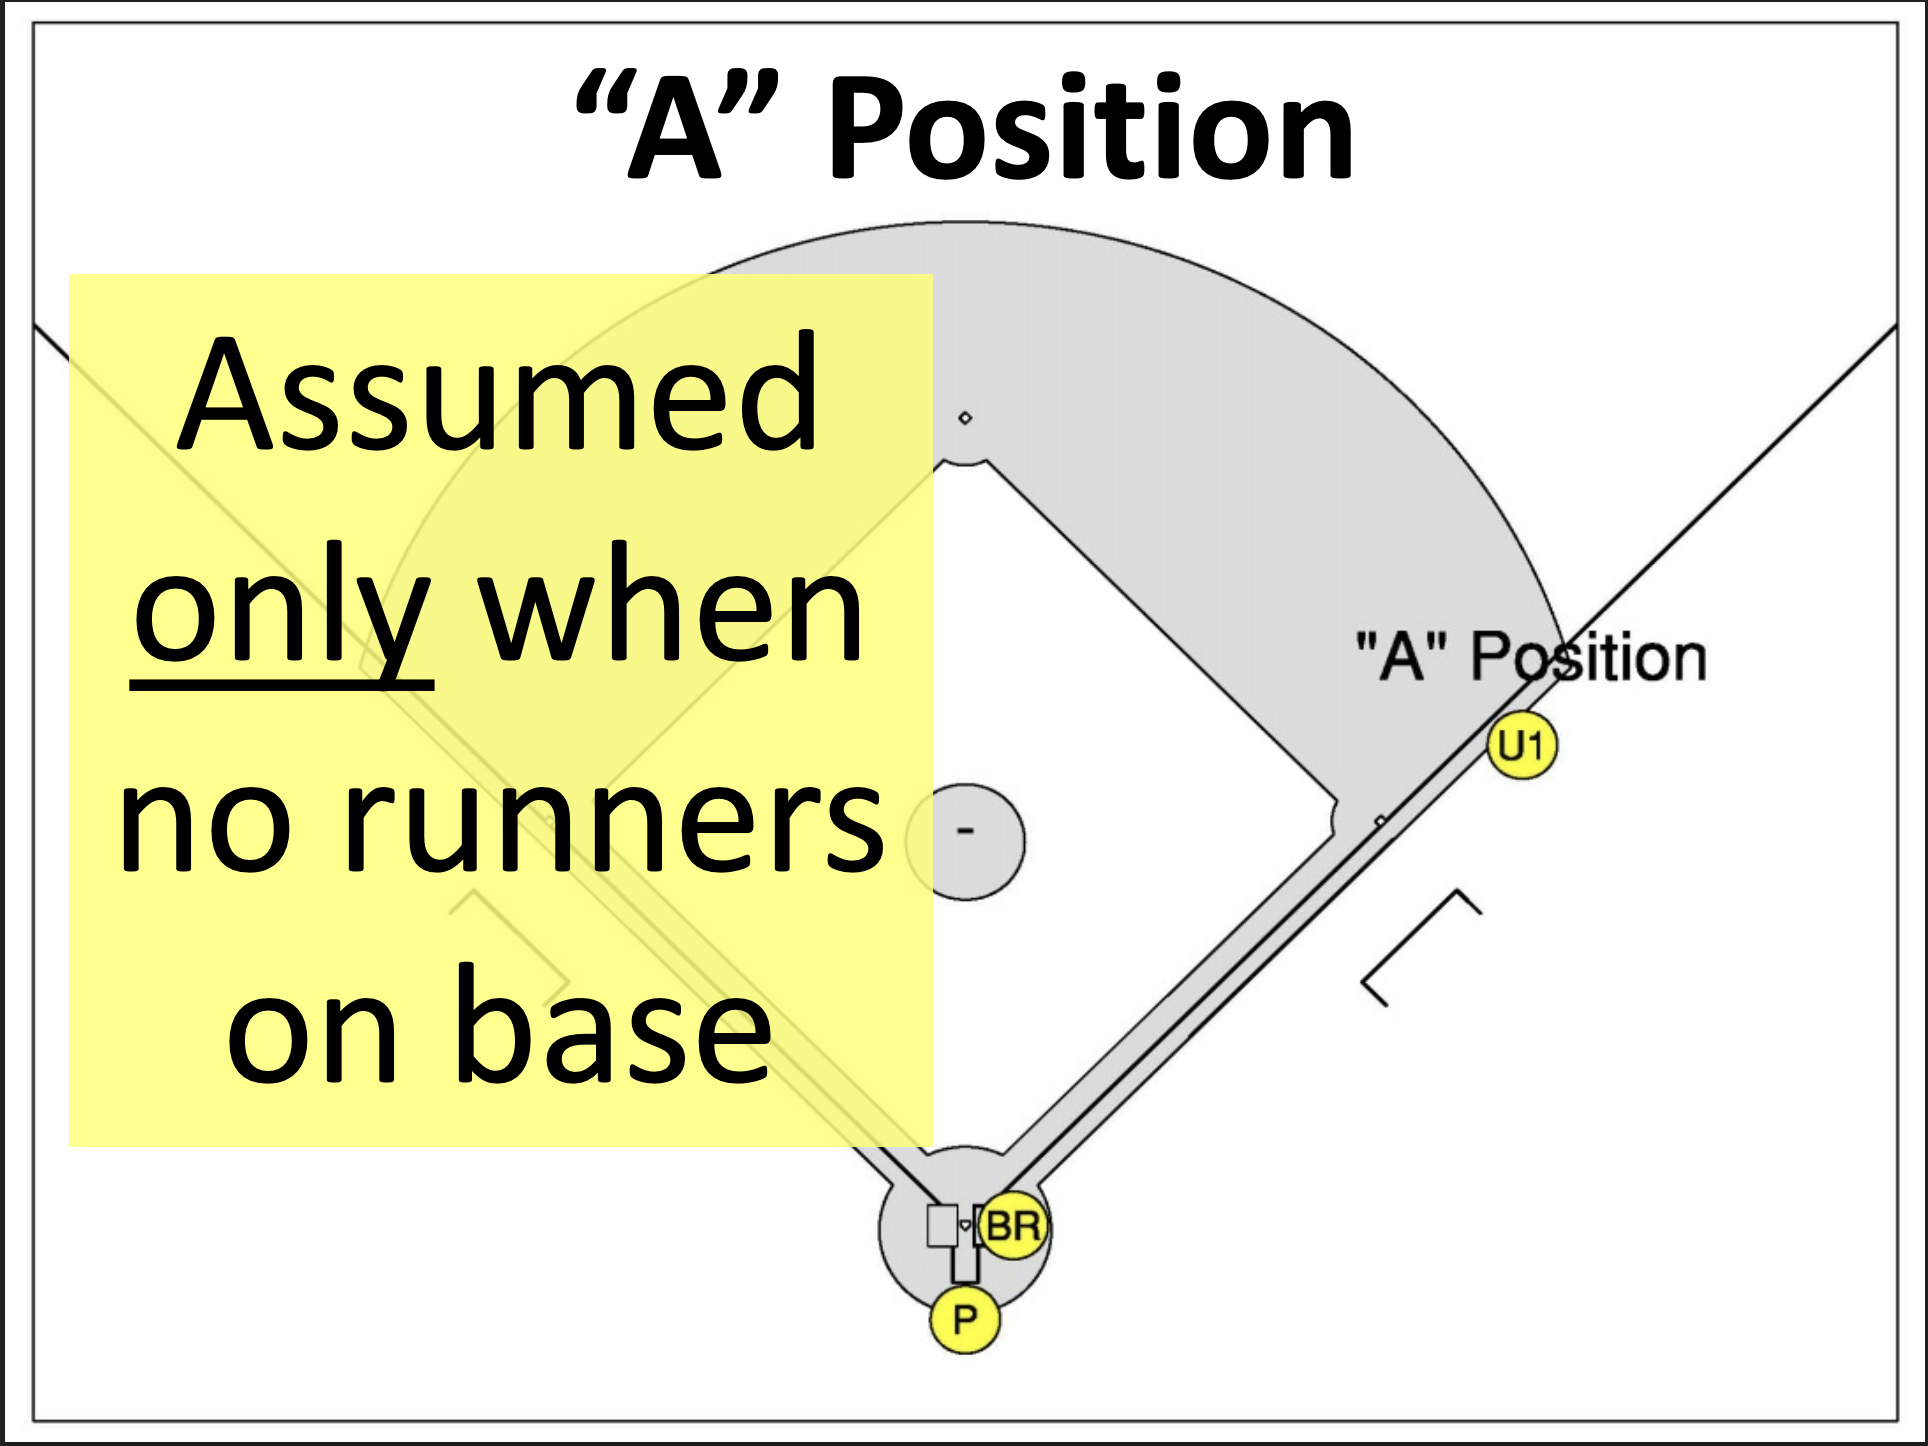 “A” Position
Assumed
only when
no runners
on base
"A" Position
U1
BR
P